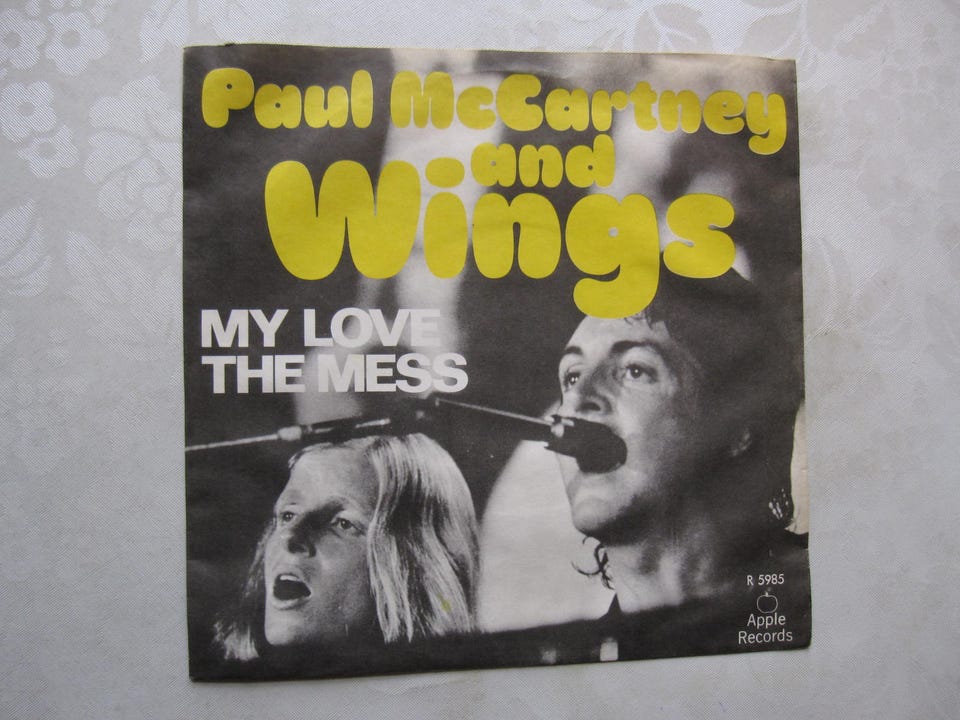 Paul McCartney
and
Wings
MY LOVE
THE MESS
R 5985
Apple
Records